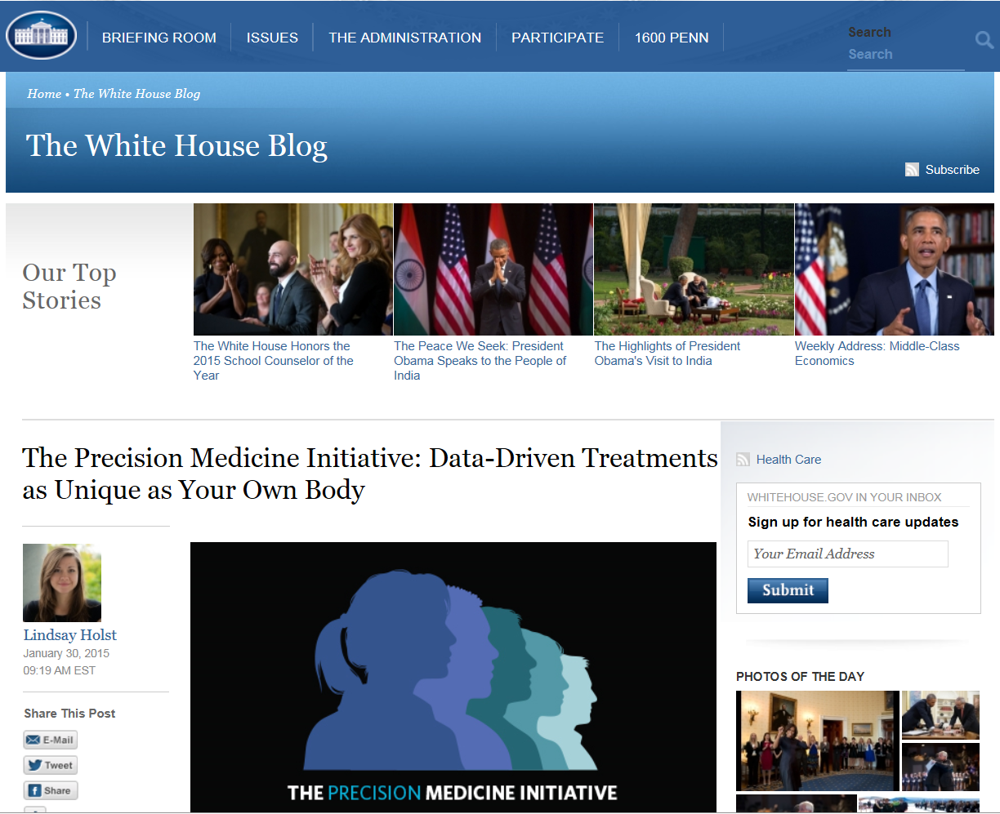 BRIEFING ROOM
ISSUES
THE ADMINISTRATION
PARTICIPATE
1600 PENN
Search
Search
Home • The White House Blog
The White House Blog
Subscribe
Our Top
Stories
The White House Honors the
2015 School Counselor of the
Year
The Peace We Seek: President
Obama Speaks to the People of
India
The Highlights of President
Obama's Visit to India
Weekly Address: Middle-Class
Economics
The Precision Medicine Initiative: Data-Driven Treatments
as Unique as Your Own Body
Lindsay Holst
January 30, 2015
09:19 AM EST
Share This Post
E-Mail
Tweet
Share
THE PRECISION MEDICINE INITIATIVE
Health Care
WHITEHOUSE.GOV IN YOUR INBOX
Sign up for health care updates
Your Email Address
Submit
PHOTOS OF THE DAY